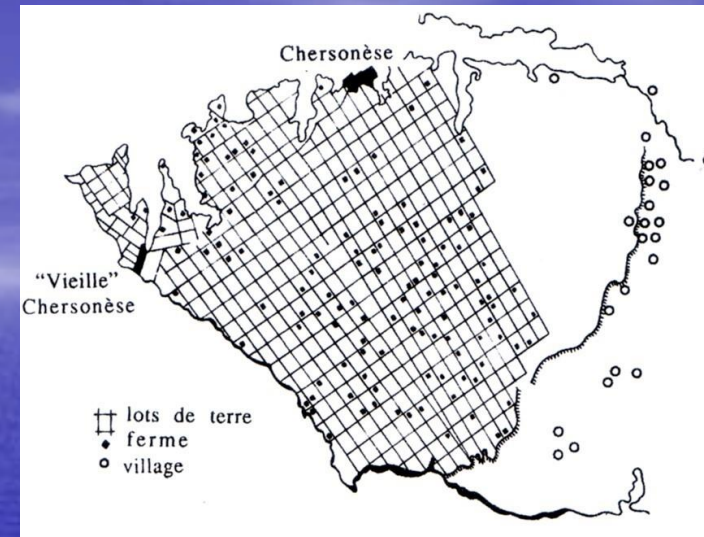 Chersonèse
"Vieille"
Chersonèse
lots de terre
ferme
village